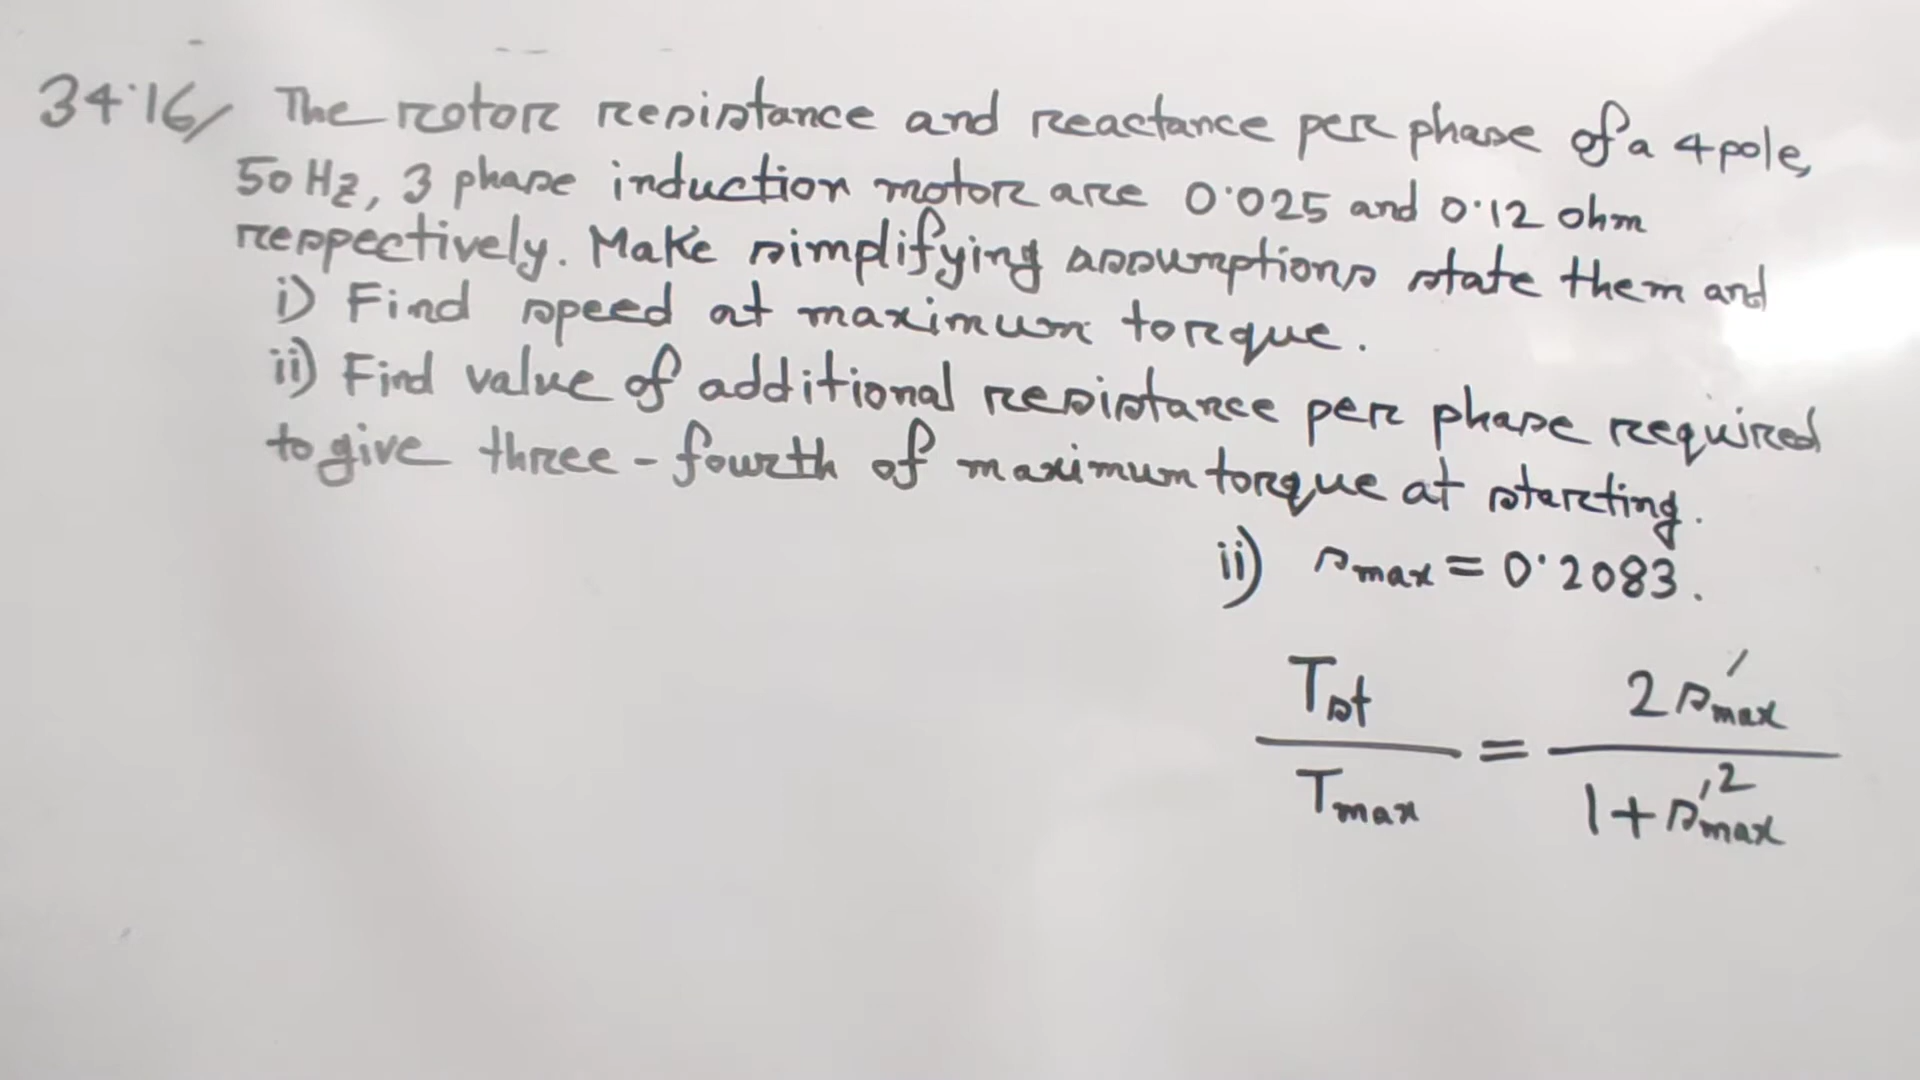 34.16/ The rotor resistance and reactance per phase of a 4 pole,
50 Hz, 3 phase induction motor are 0.025 and 0.12 ohm
respectively. Make simplifying assumptions state them and
i) Find speed at maximum torque.
ii) Find value of additional resistance per phase required
to give three-fourth of maximum torque at starting.
ii) smax = 0.2083.
Tst / Tmax = 2 s'max / 1 + s'²max